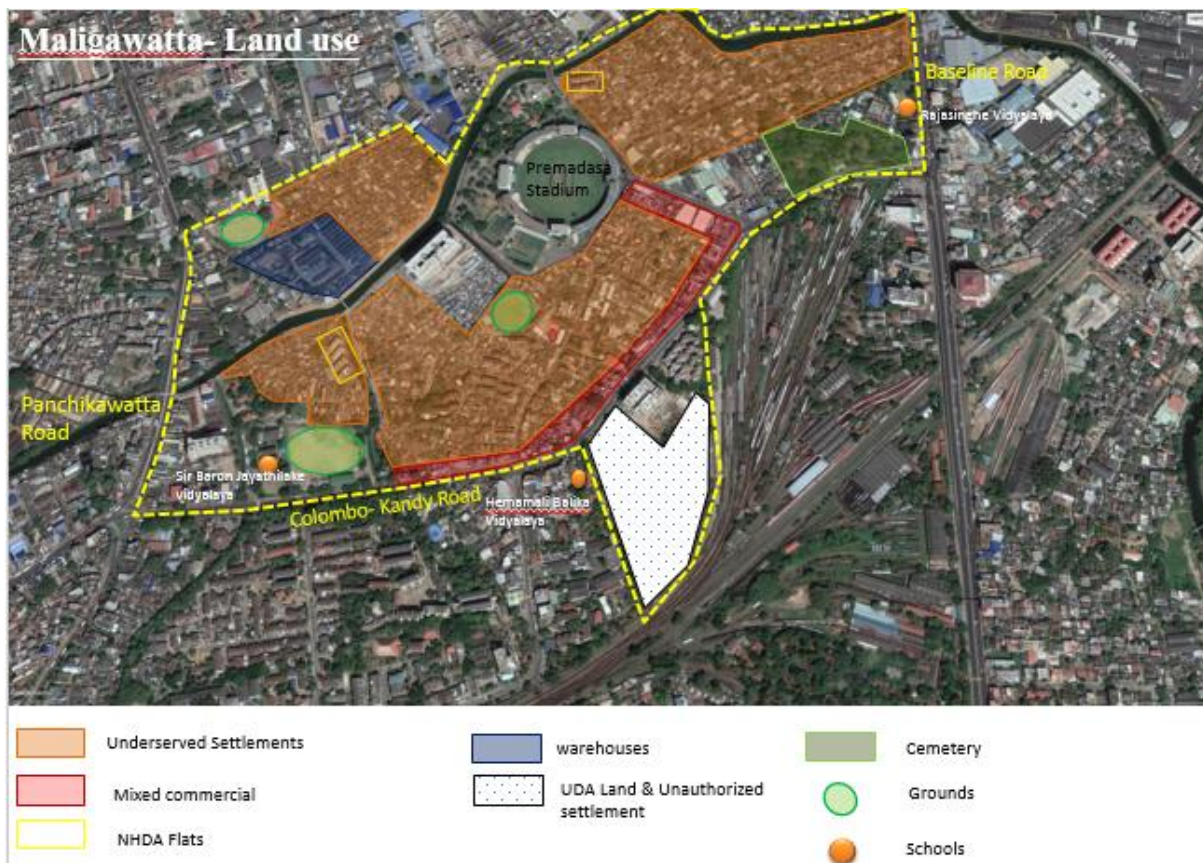 Maligawatta- Land use
Baseline Road
Rajasinghe Vidyalaya
Premadasa
Stadium
Panchikawatta
Road
Sir Baron Jayathilake
vidyalaya
Colombo- Kandy Road
Hemamali Balika
Vidyalaya
Underserved Settlements
warehouses
Cemetery
Mixed commercial
UDA Land & Unauthorized
settlement
Grounds
NHDA Flats
Schools